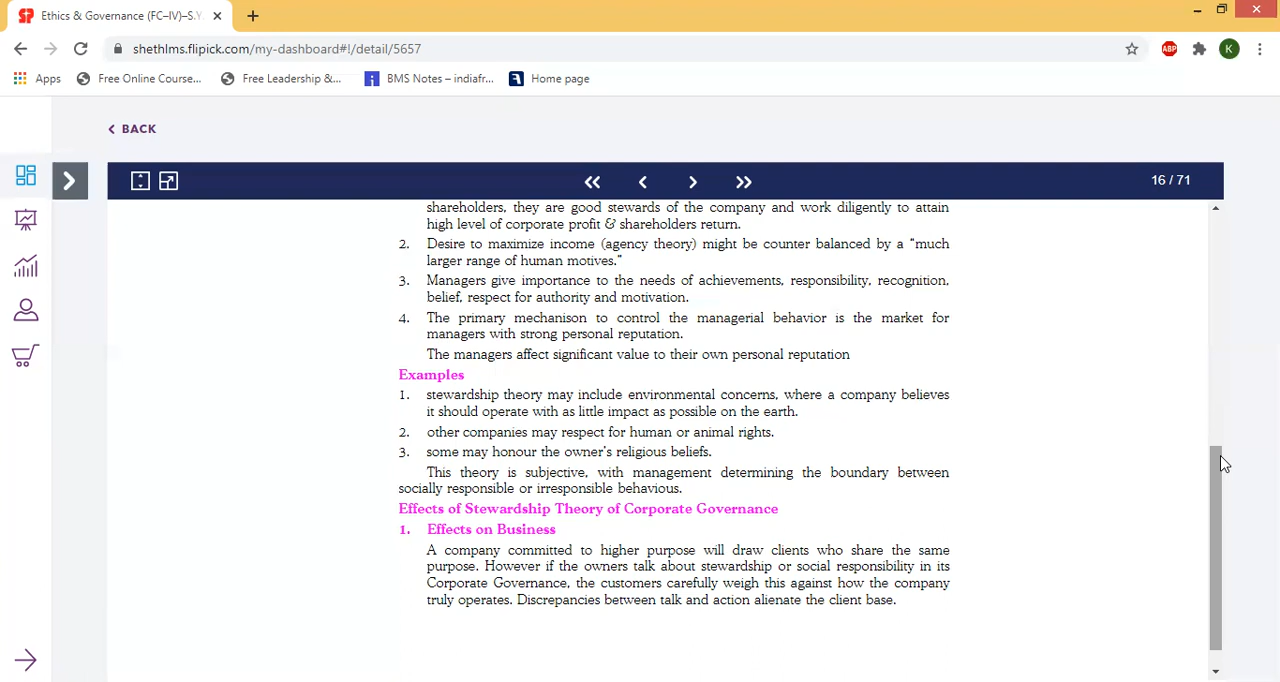 Ethics & Governance (FC–IV)–S.Y.
shethlms.flipick.com/my-dashboard#!/detail/5657
ABP
K
Apps
Free Online Course...
Free Leadership &...
BMS Notes – indiafr...
Home page
BACK
16 / 71
shareholders, they are good stewards of the company and work diligently to attain
high level of corporate profit & shareholders return.
2. Desire to maximize income (agency theory) might be counter balanced by a “much
larger range of human motives.”
3. Managers give importance to the needs of achievements, responsibility, recognition,
belief, respect for authority and motivation.
4. The primary mechanison to control the managerial behavior is the market for
managers with strong personal reputation.
The managers affect significant value to their own personal reputation
Examples
1. stewardship theory may include environmental concerns, where a company believes
it should operate with as little impact as possible on the earth.
2. other companies may respect for human or animal rights.
3. some may honour the owner’s religious beliefs.
This theory is subjective, with management determining the boundary between
socially responsible or irresponsible behavious.
Effects of Stewardship Theory of Corporate Governance
1. Effects on Business
A company committed to higher purpose will draw clients who share the same
purpose. However if the owners talk about stewardship or social responsibility in its
Corporate Governance, the customers carefully weigh this against how the company
truly operates. Discrepancies between talk and action alienate the client base.